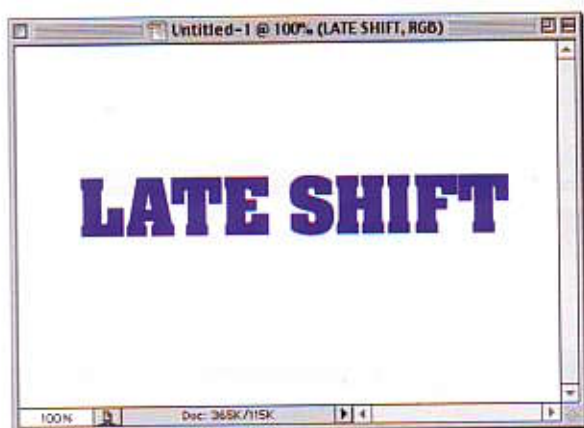 Untitled-1 @ 100% (LATE SHIFT, RGB)
LATE SHIFT
100% Doc: 365K/115K